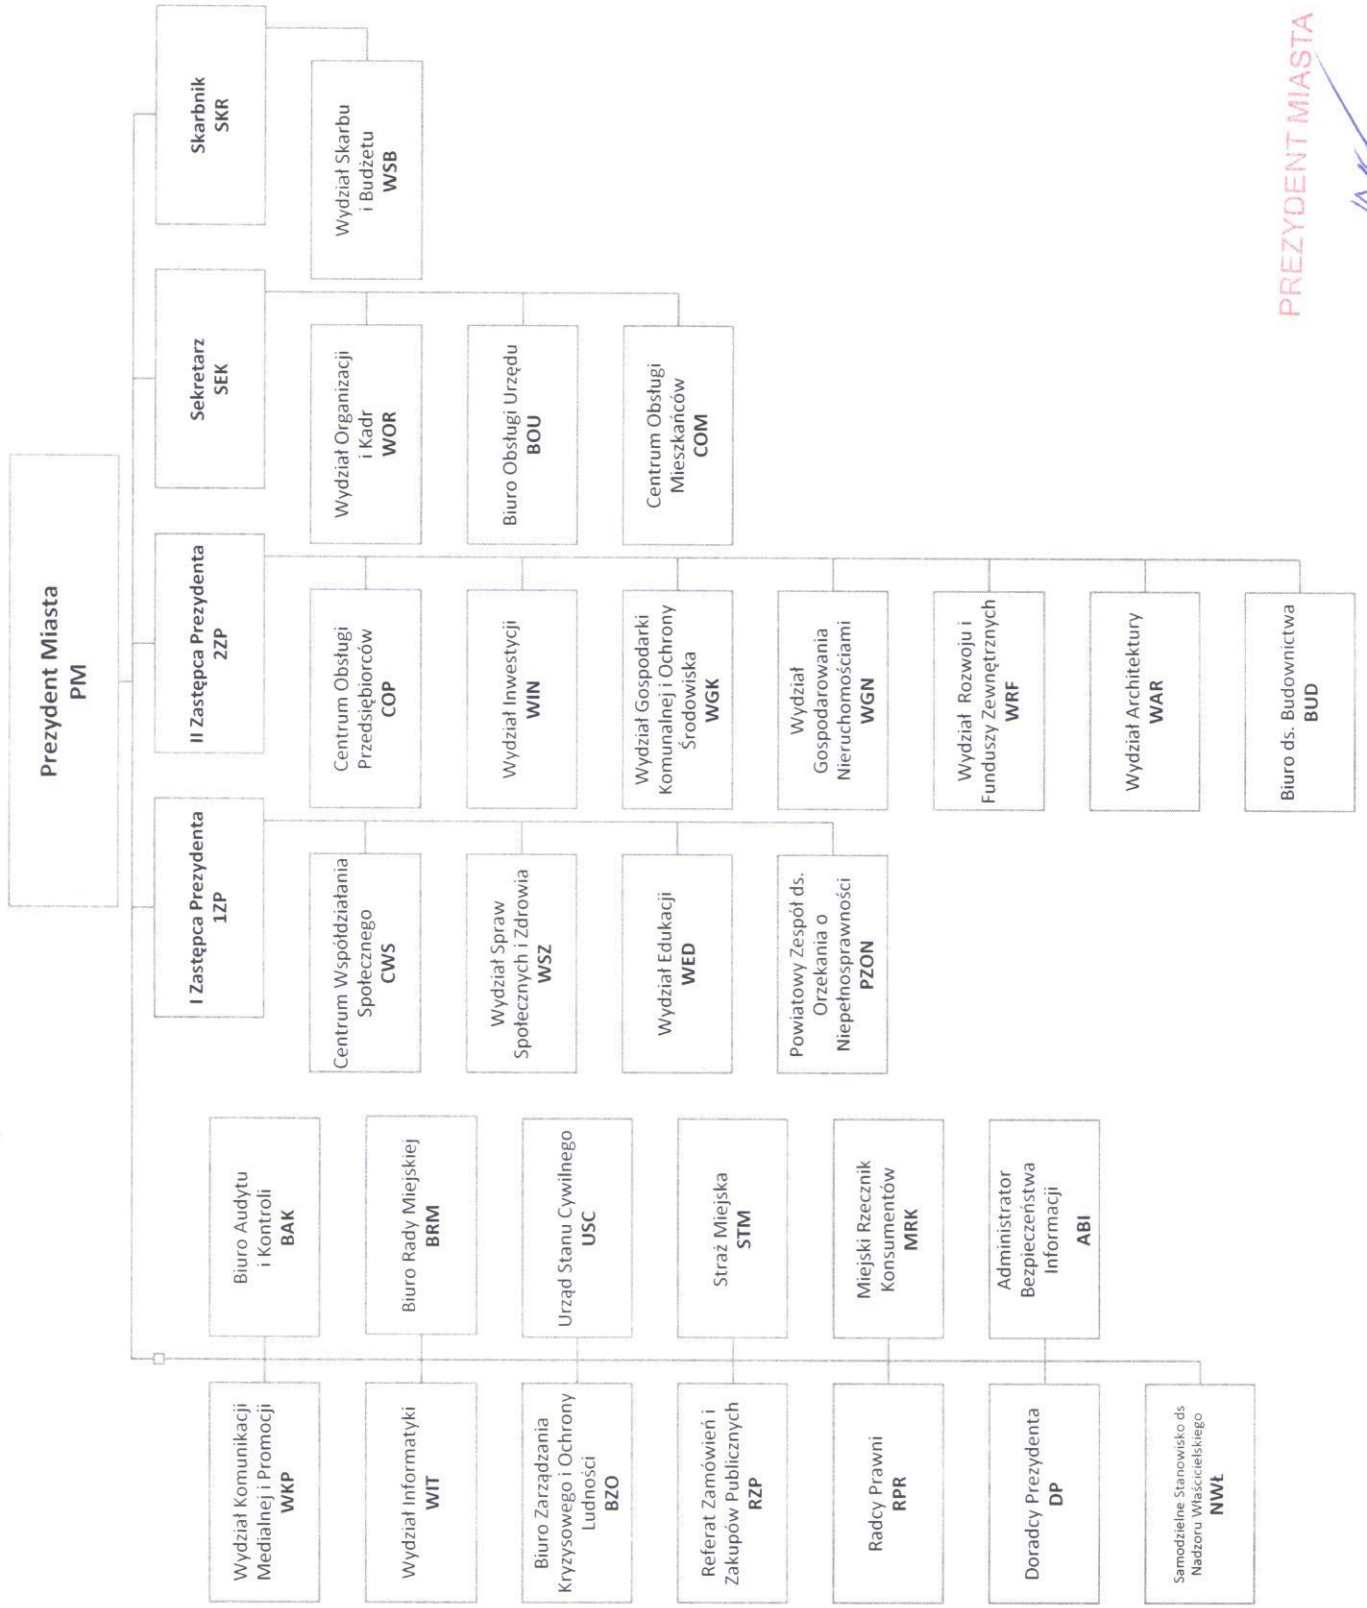 Prezydent Miasta
PM
I Zastępca Prezydenta
1ZP
II Zastępca Prezydenta
2ZP
Sekretarz
SEK
Skarbnik
SKR
Wydział Komunikacji
Medialnej i Promocji
WKP
Biuro Audytu
i Kontroli
BAK
Wydział Informatyki
WIT
Biuro Rady Miejskiej
BRM
Biuro Zarządzania
Kryzysowego i Ochrony
Ludności
BZO
Urząd Stanu Cywilnego
USC
Referat Zamówień i
Zakupów Publicznych
RZP
Straż Miejska
STM
Radcy Prawni
RPR
Miejski Rzecznik
Konsumentów
MRK
Doradcy Prezydenta
DP
Administrator
Bezpieczeństwa
Informacji
ABI
Samodzielne Stanowisko ds
Nadzoru Właścicielskiego
NWŁ
Centrum Współdziałania
Społecznego
CWS
Wydział Spraw
Społecznych i Zdrowia
WSZ
Wydział Edukacji
WED
Powiatowy Zespół ds.
Orzekania o
Niepełnosprawności
PZON
Centrum Obsługi
Przedsiębiorców
COP
Wydział Inwestycji
WIN
Wydział Gospodarki
Komunalnej i Ochrony
Środowiska
WGK
Wydział
Gospodarowania
Nieruchomościami
WGN
Wydział Rozwoju i
Funduszy Zewnętrznych
WRF
Wydział Architektury
WAR
Biuro ds. Budownictwa
BUD
Wydział Organizacji
i Kadr
WOR
Biuro Obsługi Urzędu
BOU
Centrum Obsługi
Mieszkańców
COM
Wydział Skarbu
i Budżetu
WSB
PREZYDENT MIASTA